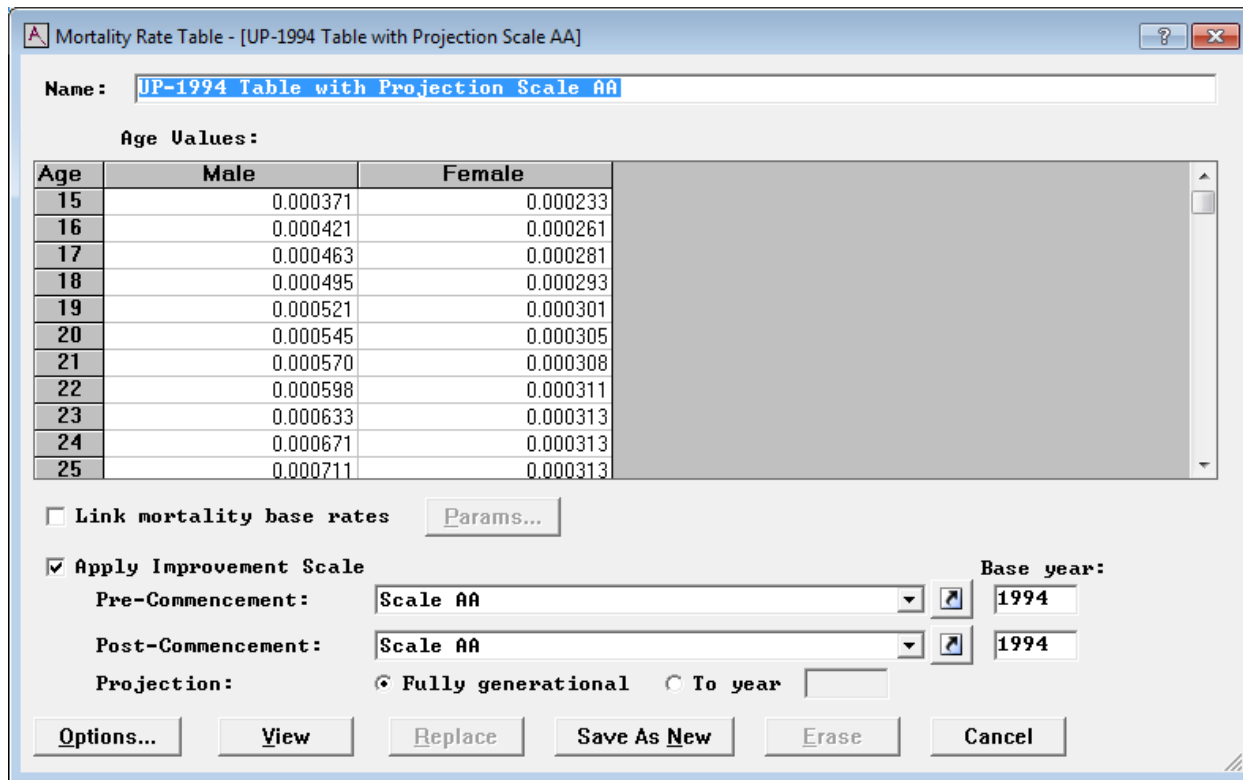 Mortality Rate Table - [UP-1994 Table with Projection Scale AA]
Name: UP-1994 Table with Projection Scale AA
Age Values:
Age Male Female
15 0.000371 0.000233
16 0.000421 0.000261
17 0.000463 0.000281
18 0.000495 0.000293
19 0.000521 0.000301
20 0.000545 0.000305
21 0.000570 0.000308
22 0.000598 0.000311
23 0.000633 0.000313
24 0.000671 0.000313
25 0.000711 0.000313
Link mortality base rates Params...
Apply Improvement Scale Base year:
Pre-Commencement: Scale AA 1994
Post-Commencement: Scale AA 1994
Projection: Fully generational To year
Options... View Replace Save As New Erase Cancel